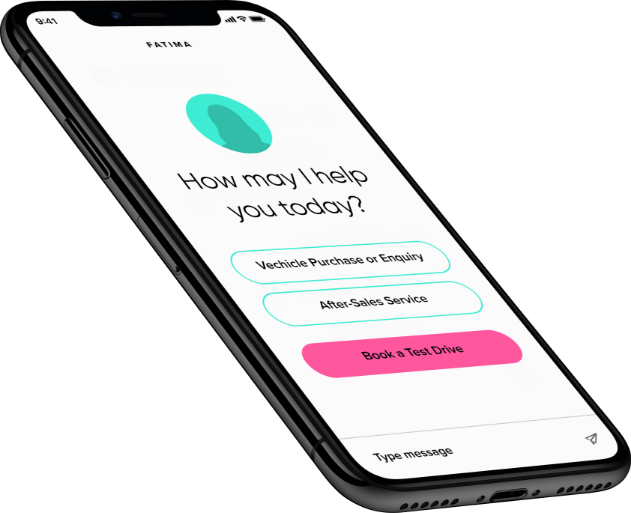 9:41
FATIMA
How may I help
you today?
Vechicle Purchase or Enquiry
After-Sales Service
Book a Test Drive
Type message